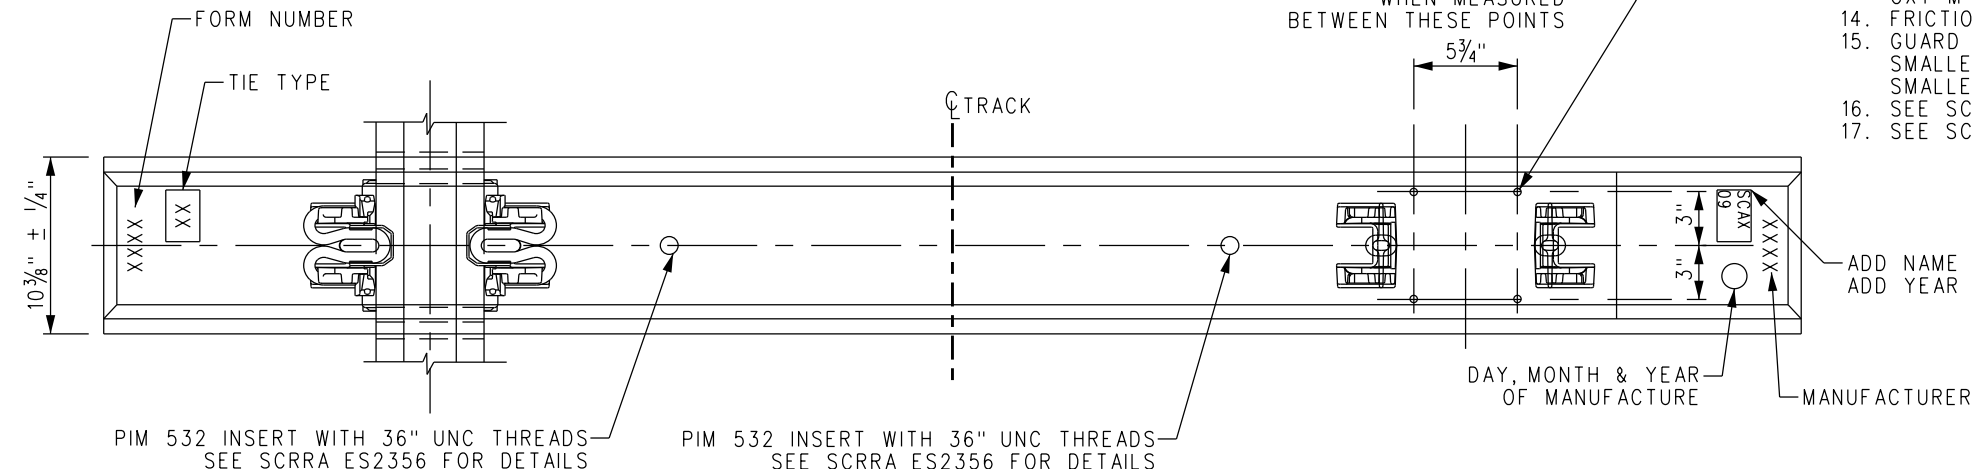 FORM NUMBER
TIE TYPE
WHEN MEASURED
BETWEEN THESE POINTS
5¾"
℄ TRACK
14. FRICTIO
15. GUARD
SMALLE
SMALLE
16. SEE SC
17. SEE SC
10⅜" ± ¼"
XXXX
XX
3"
3"
SCAX
09
XXXX
ADD NAME
ADD YEAR
DAY, MONTH & YEAR
OF MANUFACTURE
MANUFACTURER
PIM 532 INSERT WITH 36" UNC THREADS
SEE SCRRA ES2356 FOR DETAILS
PIM 532 INSERT WITH 36" UNC THREADS
SEE SCRRA ES2356 FOR DETAILS